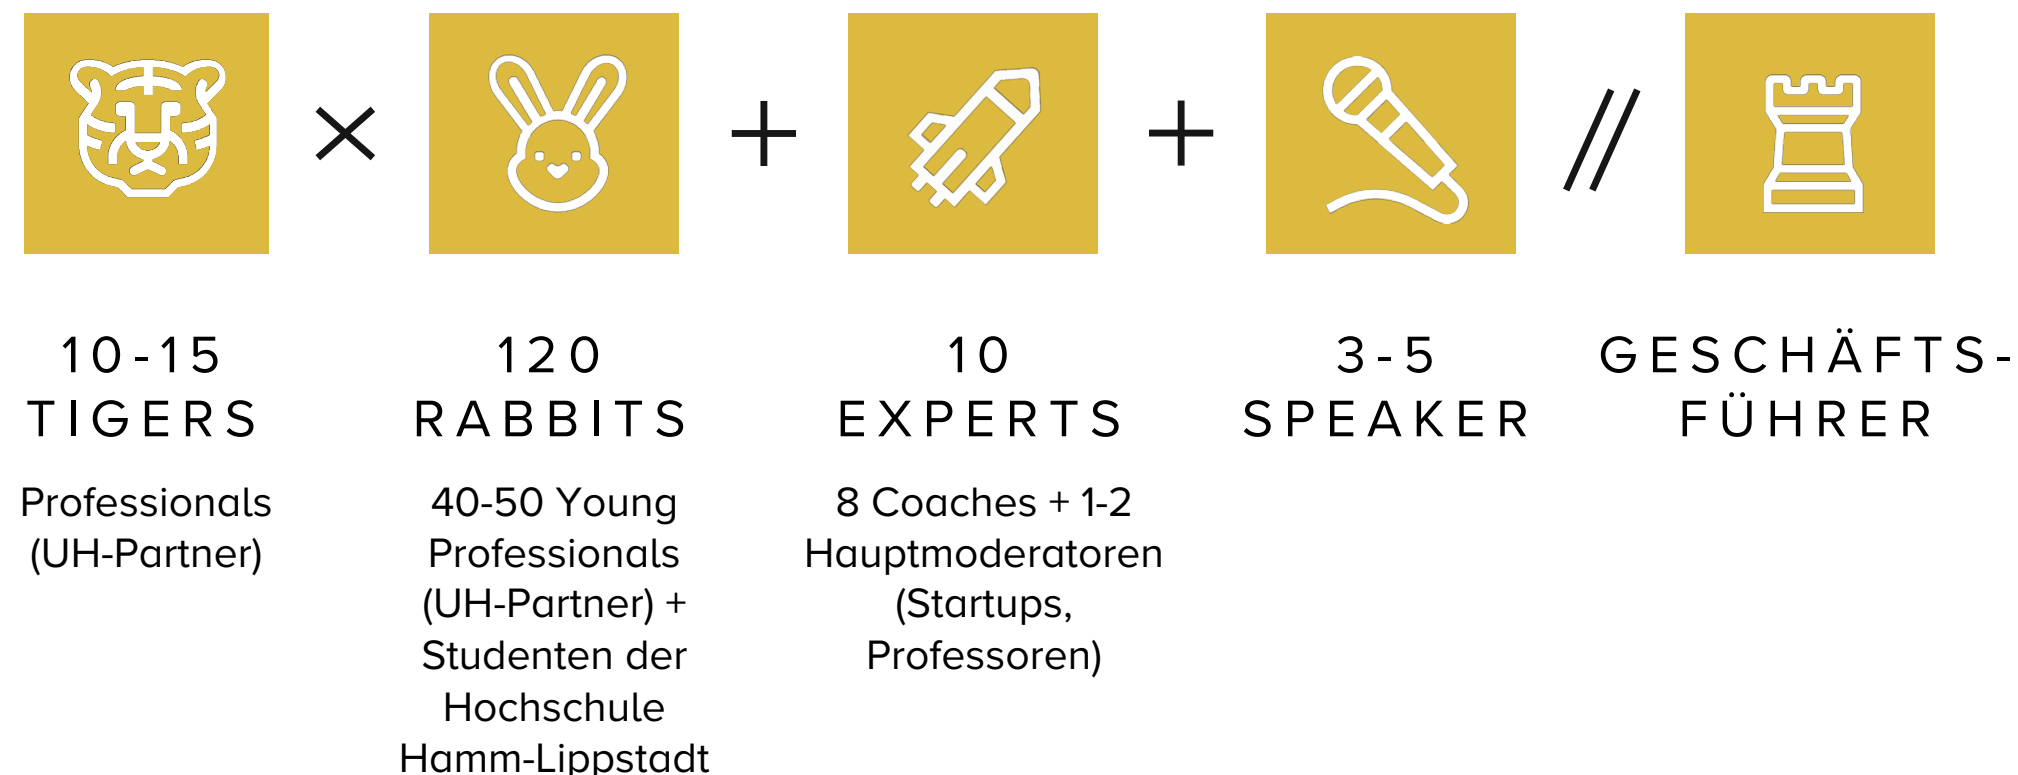 10-15
TIGERS
Professionals
(UH-Partner)
120
RABBITS
40-50 Young
Professionals
(UH-Partner) +
Studenten der
Hochschule
Hamm-Lippstadt
10
EXPERTS
8 Coaches + 1-2
Hauptmoderatoren
(Startups,
Professoren)
3-5
SPEAKER
GESCHÄFTS-
FÜHRER